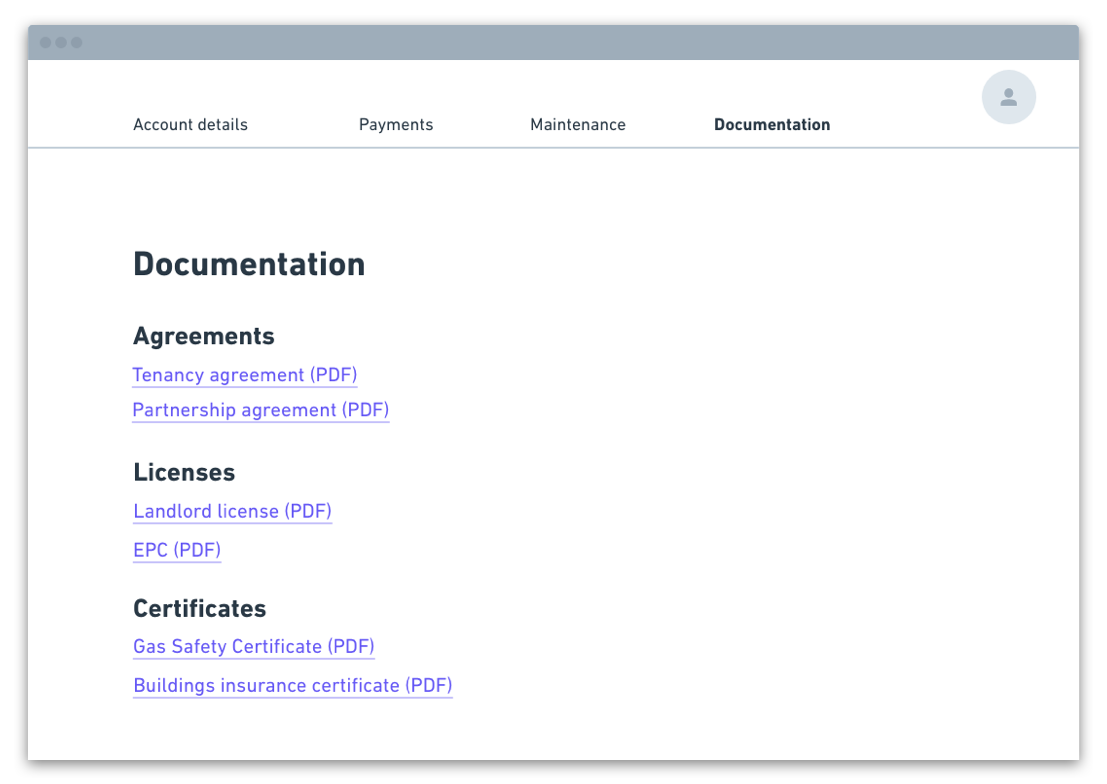 Account details Payments Maintenance Documentation
Documentation
Agreements
Tenancy agreement (PDF)
Partnership agreement (PDF)
Licenses
Landlord license (PDF)
EPC (PDF)
Certificates
Gas Safety Certificate (PDF)
Buildings insurance certificate (PDF)